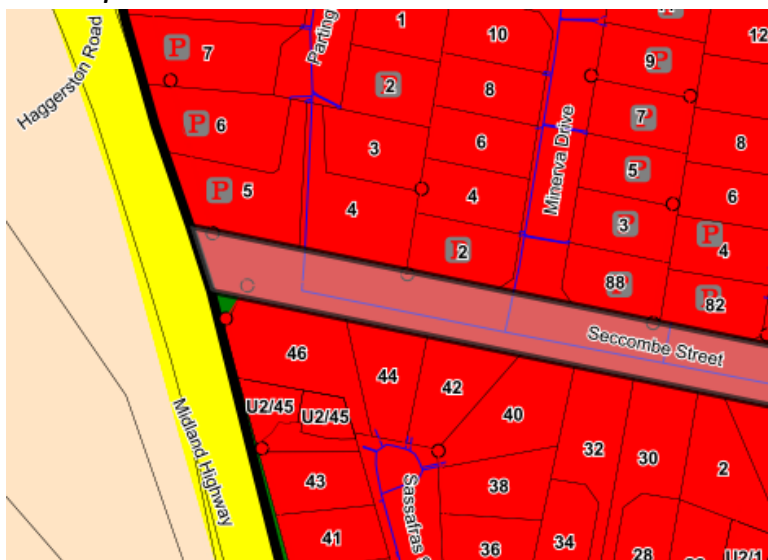 Haggerston Road
Parting
1
10
12
P 7
9 P
P 2
8
7 P
P 6
Minerva Drive
8
3
6
5 P
P 5
4
6
4
3 P
P 4
P 2
88 P
P 82
Seccombe Street
46
44
42
U2/45
U2/45
40
Midland Highway
32
30
2
43
Sassafras
38
41
36
34
28
U2/1